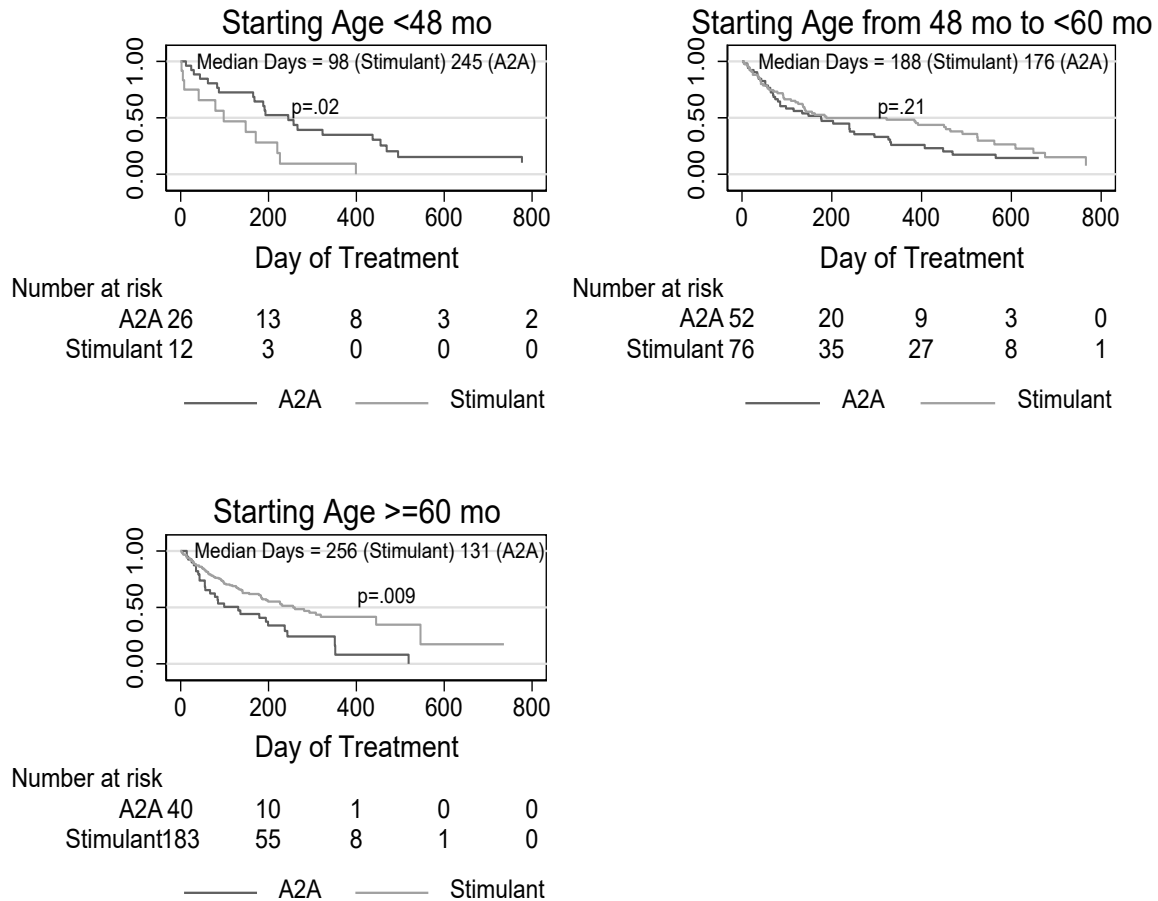 Starting Age <48 mo
Median Days = 98 (Stimulant) 245 (A2A)
p=.02
0.00 0.50 1.00
0 200 400 600 800
Day of Treatment
Number at risk
A2A 26 13 8 3 2
Stimulant 12 3 0 0 0
A2A Stimulant
Starting Age from 48 mo to <60 mo
Median Days = 188 (Stimulant) 176 (A2A)
p=.21
0.00 0.50 1.00
0 200 400 600 800
Day of Treatment
Number at risk
A2A 52 20 9 3 0
Stimulant 76 35 27 8 1
A2A Stimulant
Starting Age >=60 mo
Median Days = 256 (Stimulant) 131 (A2A)
p=.009
0.00 0.50 1.00
0 200 400 600 800
Day of Treatment
Number at risk
A2A 40 10 1 0 0
Stimulant183 55 8 1 0
A2A Stimulant